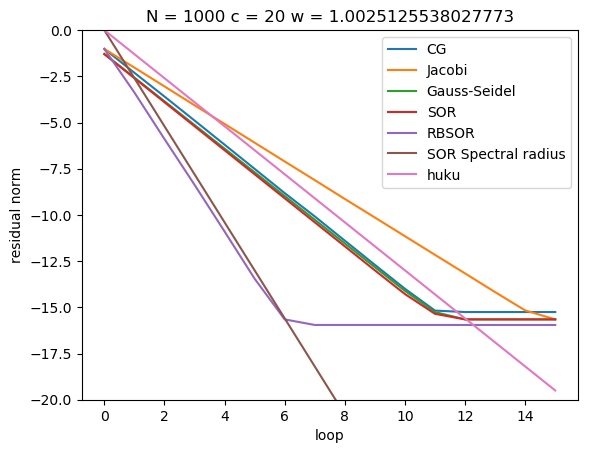 N = 1000 c = 20 w = 1.0025125538027773
CG
Jacobi
Gauss-Seidel
SOR
RBSOR
SOR Spectral radius
huku
residual norm
0.0
−2.5
−5.0
−7.5
−10.0
−12.5
−15.0
−17.5
−20.0
0 2 4 6 8 10 12 14
loop